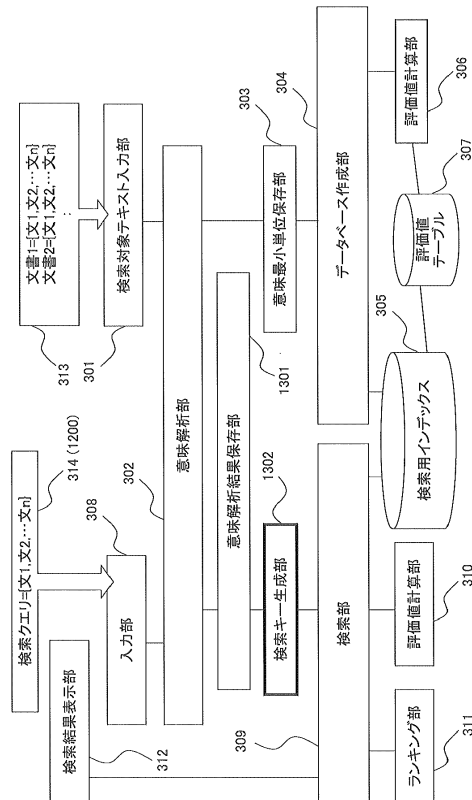 検索クエリ={文1,文2,…文n}
314 (1200)
文書1={文1,文2,…文n}
文書2={文1,文2,…文n}
:
313
検索結果表示部
312
入力部
308
検索対象テキスト入力部
301
意味解析部
302
意味解析結果保存部
1301
検索キー生成部
1302
意味最小単位保存部
303
検索部
309
データベース作成部
304
ランキング部
311
評価値計算部
310
検索用インデックス
305
評価値
テーブル
307
評価値計算部
306